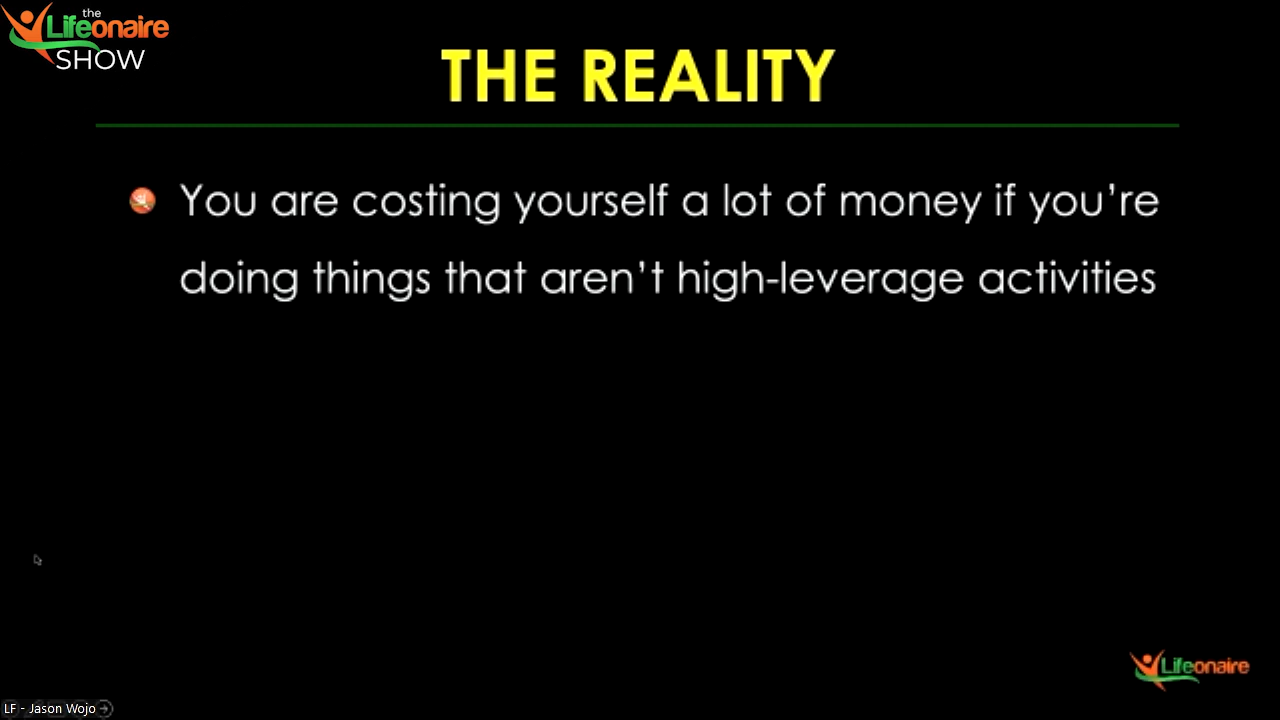 the
Lifeonaire
SHOW
THE REALITY
You are costing yourself a lot of money if you're
doing things that aren't high-leverage activities
Lifeonaire
LF - Jason Wojo